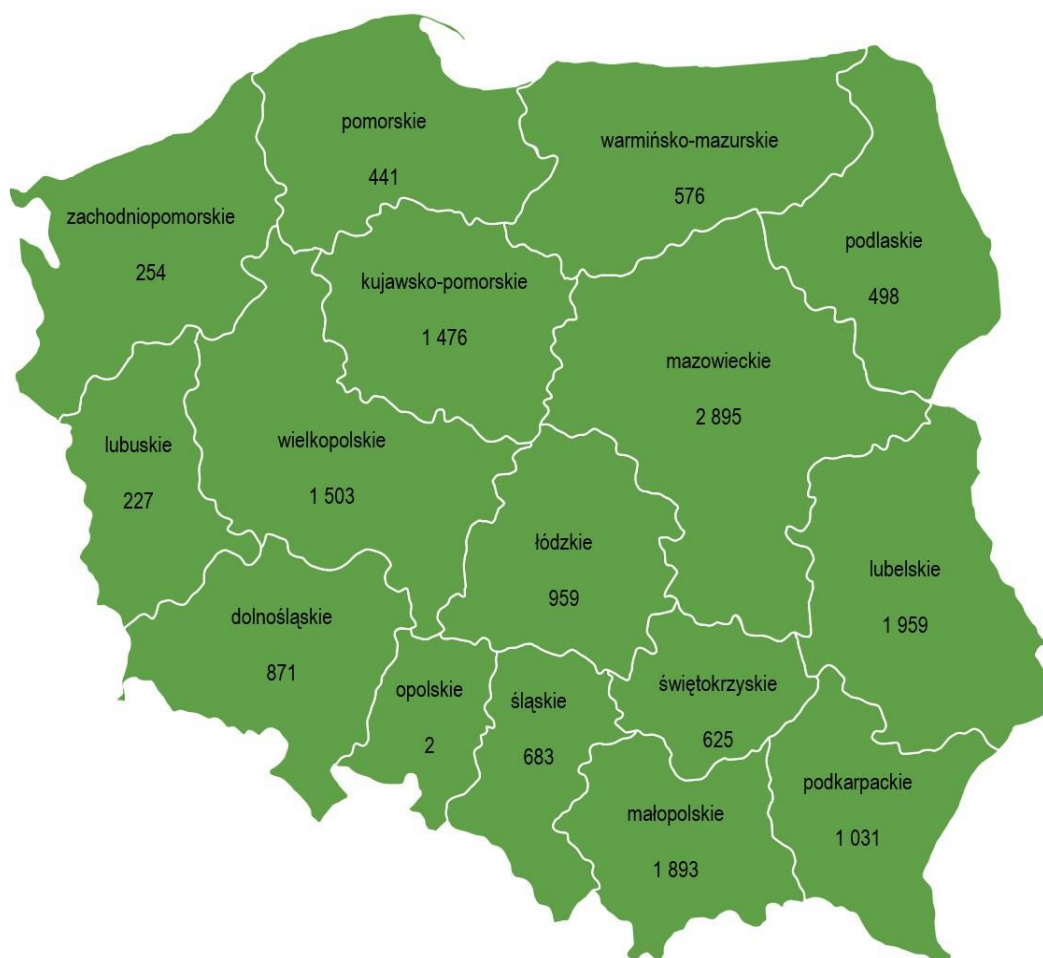 pomorskie
441
warmińsko-mazurskie
576
zachodniopomorskie
254
podlaskie
498
kujawsko-pomorskie
1 476
mazowieckie
2 895
lubuskie
227
wielkopolskie
1 503
łódzkie
959
lubelskie
1 959
dolnośląskie
871
opolskie
2
śląskie
683
świętokrzyskie
625
małopolskie
1 893
podkarpackie
1 031